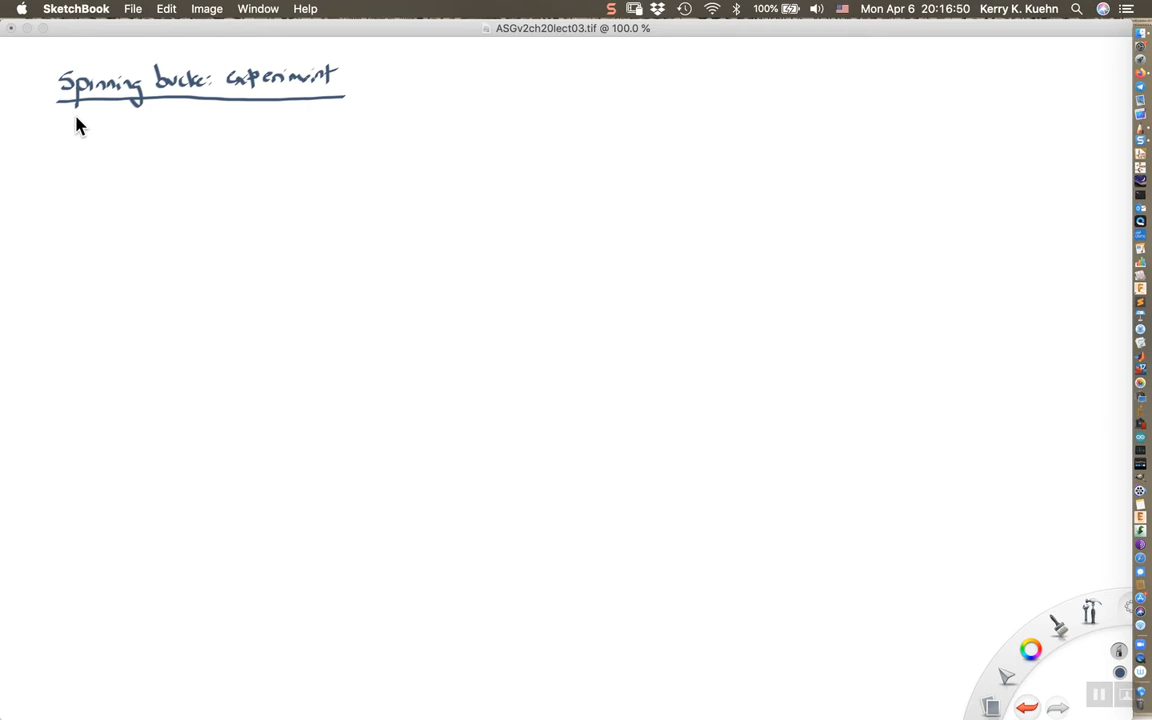 SketchBook File Edit Image Window Help 100% Mon Apr 6 20:16:50 Kerry K. Kuehn
ASGv2ch20lect03.tif @ 100.0 %
Spinning bucket experiment